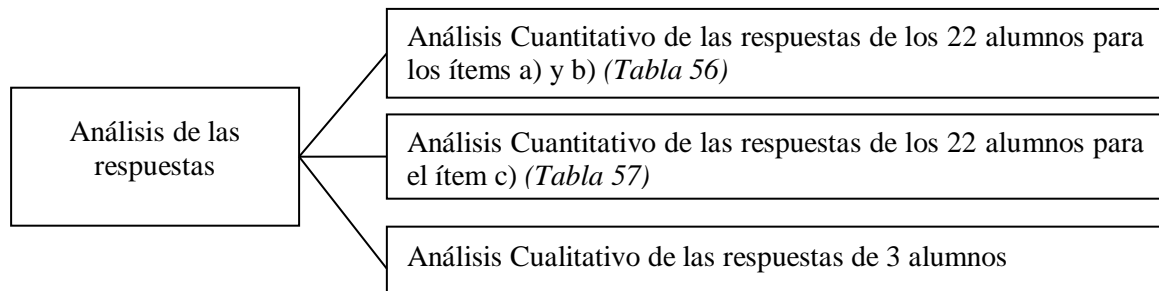 Análisis de las
respuestas
Análisis Cuantitativo de las respuestas de los 22 alumnos para
los ítems a) y b) (Tabla 56)
Análisis Cuantitativo de las respuestas de los 22 alumnos para
el ítem c) (Tabla 57)
Análisis Cualitativo de las respuestas de 3 alumnos